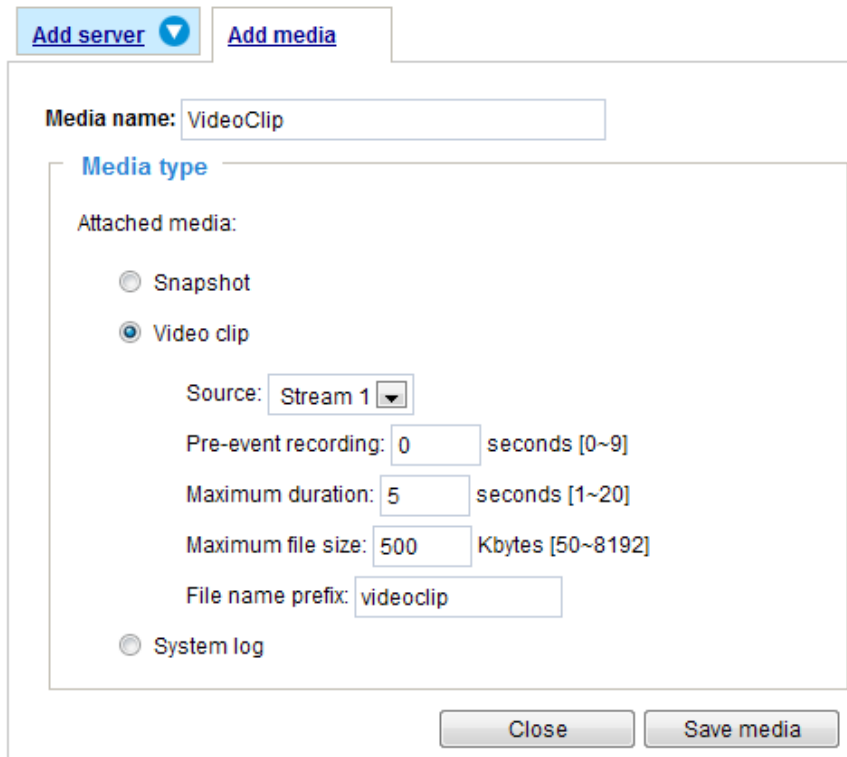 Add server Add media
Media name: VideoClip
Media type
Attached media:
Snapshot
Video clip
Source: Stream 1
Pre-event recording: 0 seconds [0~9]
Maximum duration: 5 seconds [1~20]
Maximum file size: 500 Kbytes [50~8192]
File name prefix: videoclip
System log
Close Save media